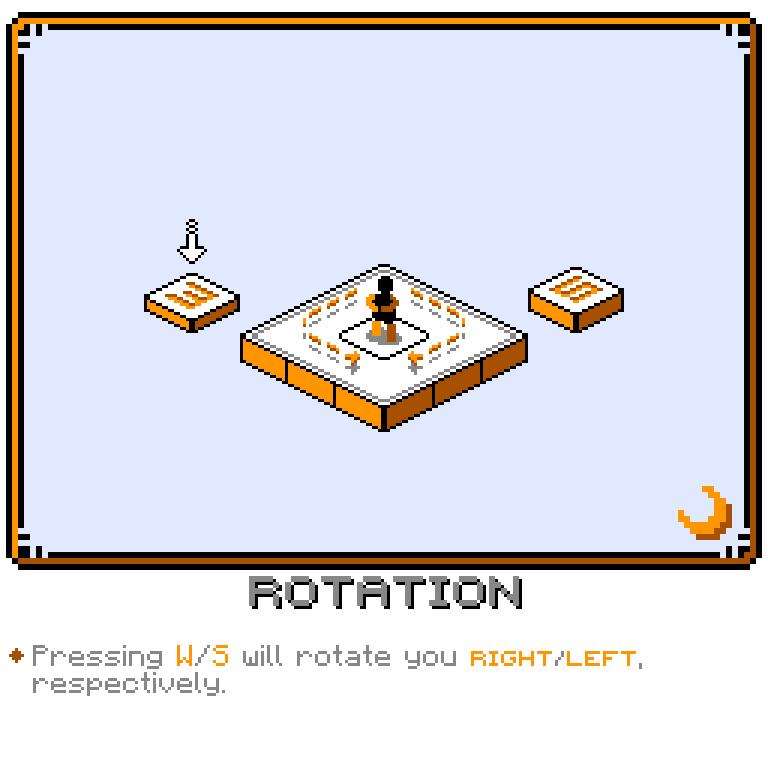 W
S
ROTATION
Pressing W/S will rotate you RIGHT/LEFT,
respectively.